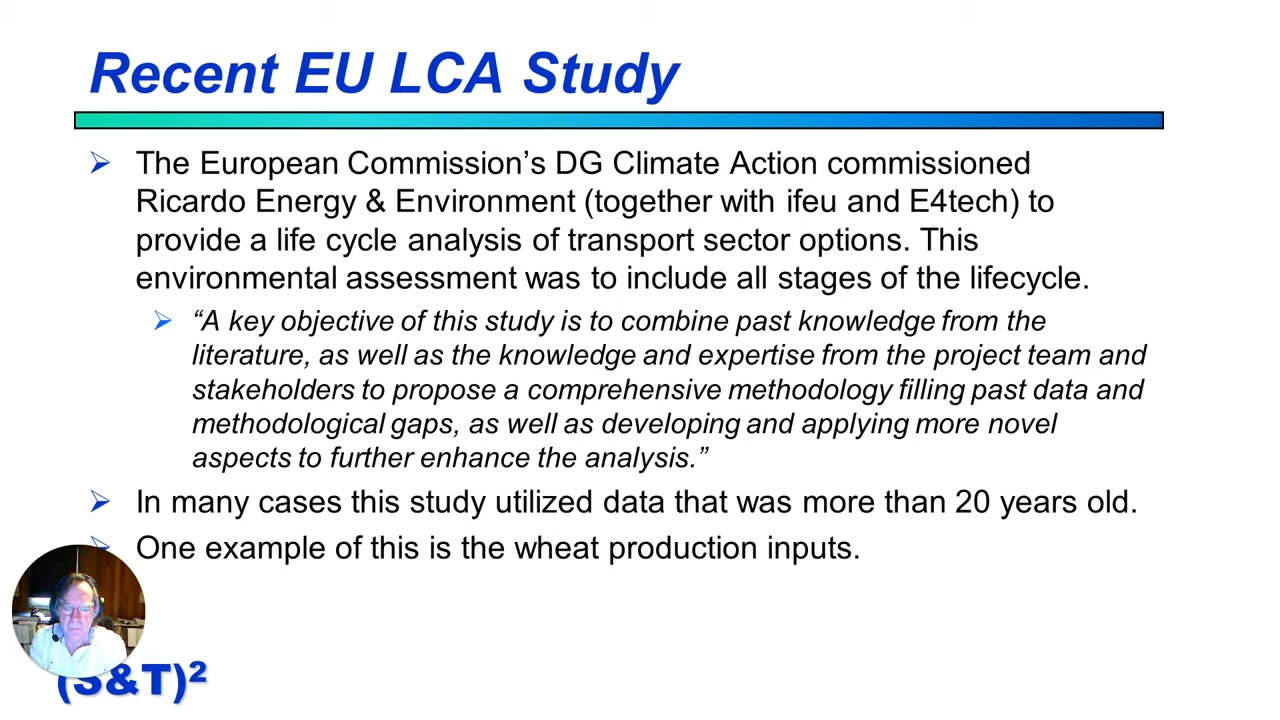 Recent EU LCA Study
The European Commission’s DG Climate Action commissioned
Ricardo Energy & Environment (together with ifeu and E4tech) to
provide a life cycle analysis of transport sector options. This
environmental assessment was to include all stages of the lifecycle.
“A key objective of this study is to combine past knowledge from the
literature, as well as the knowledge and expertise from the project team and
stakeholders to propose a comprehensive methodology filling past data and
methodological gaps, as well as developing and applying more novel
aspects to further enhance the analysis.”
In many cases this study utilized data that was more than 20 years old.
One example of this is the wheat production inputs.
(S&T)²